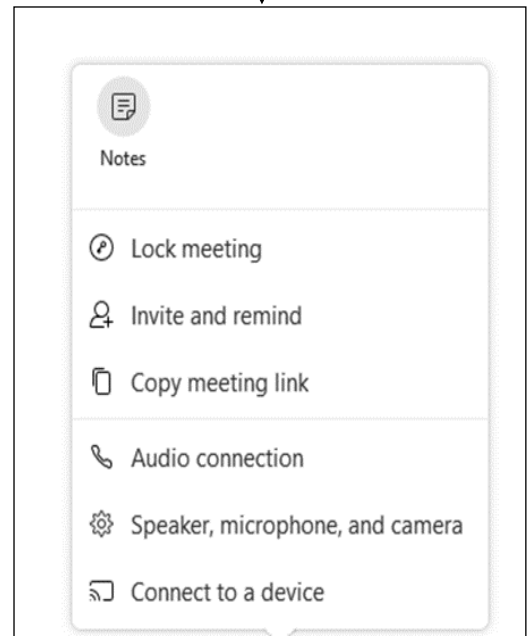 Notes
Lock meeting
Invite and remind
Copy meeting link
Audio connection
Speaker, microphone, and camera
Connect to a device